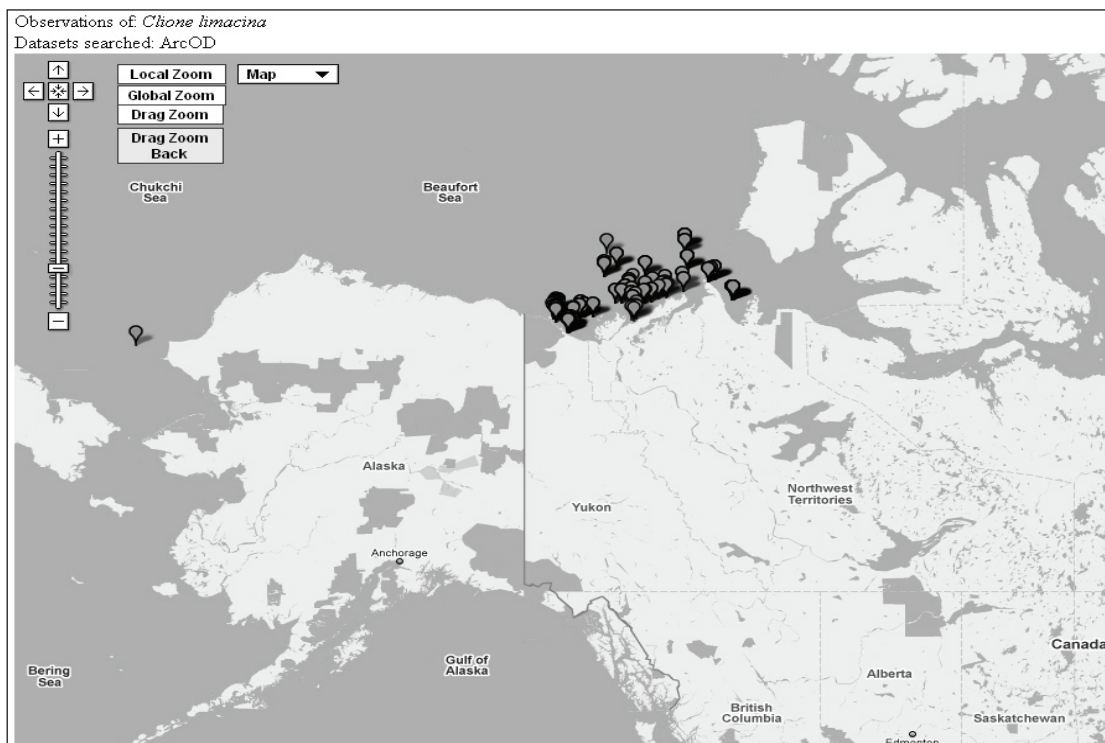 Observations of: Clione limacina
Datasets searched: ArcOD
Local Zoom
Map
Global Zoom
Drag Zoom
Drag Zoom
Back
Chukchi
Sea
Beaufort
Sea
Alaska
Northwest
Territories
Yukon
Anchorage
Canada
Gulf of
Alaska
Bering
Sea
Alberta
British
Columbia
Saskatchewan
Edmonton